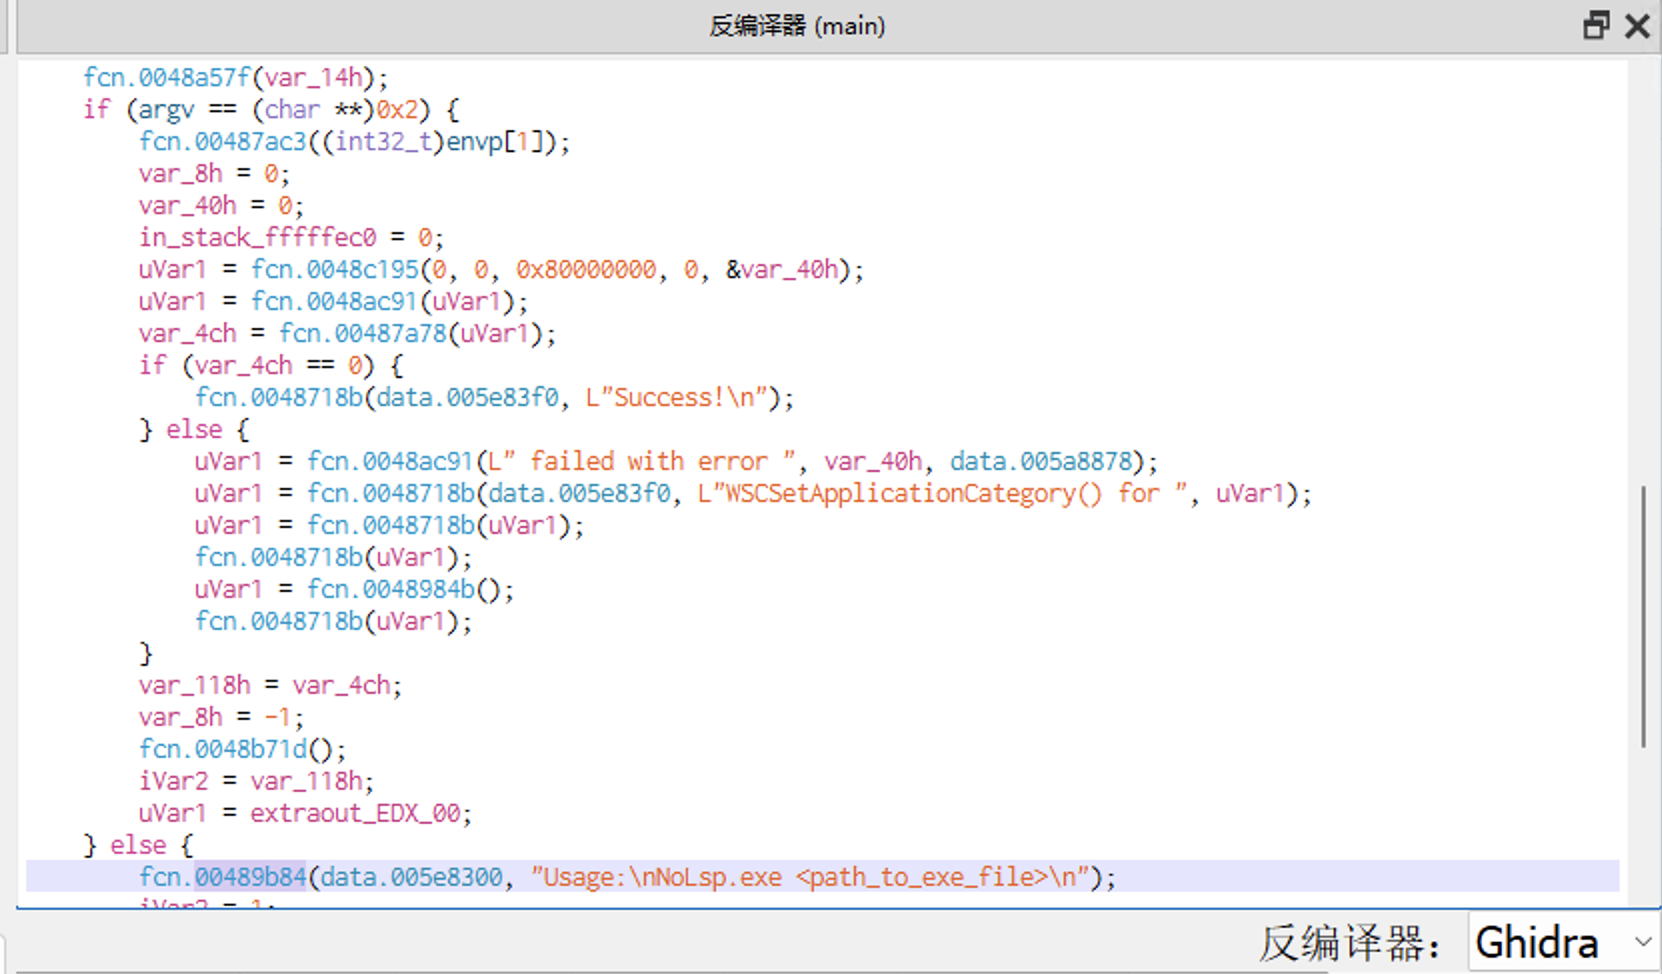 反编译器 (main)
fcn.0048a57f(var_14h);
if (argv == (char **)0x2) {
fcn.00487ac3((int32_t)envp[1]);
var_8h = 0;
var_40h = 0;
in_stack_fffffec0 = 0;
uVar1 = fcn.0048c195(0, 0, 0x80000000, 0, &var_40h);
uVar1 = fcn.0048ac91(uVar1);
var_4ch = fcn.00487a78(uVar1);
if (var_4ch == 0) {
fcn.0048718b(data.005e83f0, L"Success!\n");
} else {
uVar1 = fcn.0048ac91(L" failed with error ", var_40h, data.005a8878);
uVar1 = fcn.0048718b(data.005e83f0, L"WSCSetApplicationCategory() for ", uVar1);
uVar1 = fcn.0048718b(uVar1);
fcn.0048718b(uVar1);
uVar1 = fcn.0048984b();
fcn.0048718b(uVar1);
}
var_118h = var_4ch;
var_8h = -1;
fcn.0048b71d();
iVar2 = var_118h;
uVar1 = extraout_EDX_00;
} else {
fcn.00489b84(data.005e8300, "Usage:\nNoLsp.exe <path_to_exe_file>\n");
iVar2 = 1;
反编译器： Ghidra